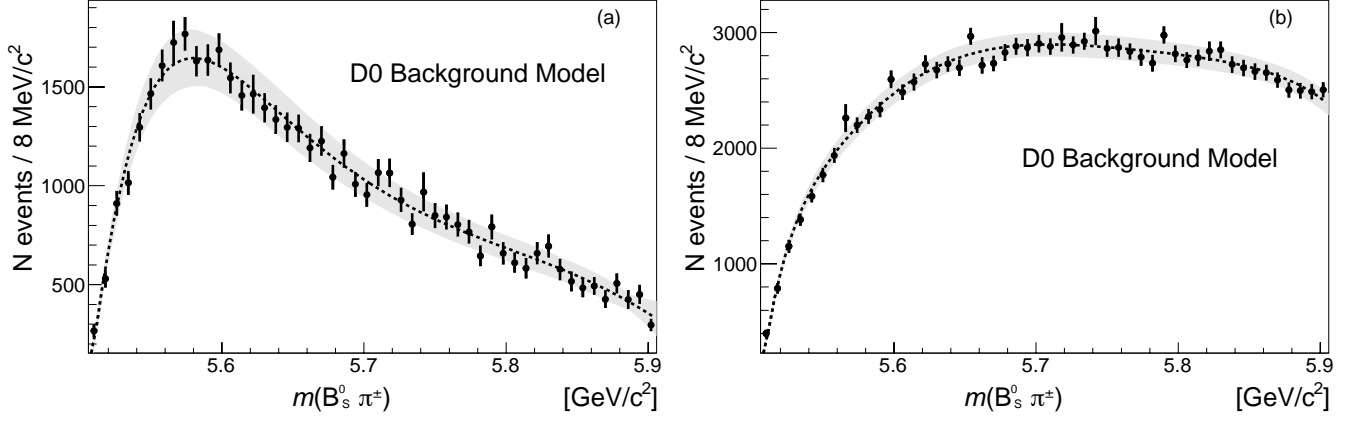 (a)
D0 Background Model
N events / 8 MeV/c²
1500
1000
500
5.6 5.7 5.8 5.9
m(B⁰ₛ π±) [GeV/c²]
(b)
D0 Background Model
N events / 8 MeV/c²
3000
2000
1000
5.6 5.7 5.8 5.9
m(B⁰ₛ π±) [GeV/c²]